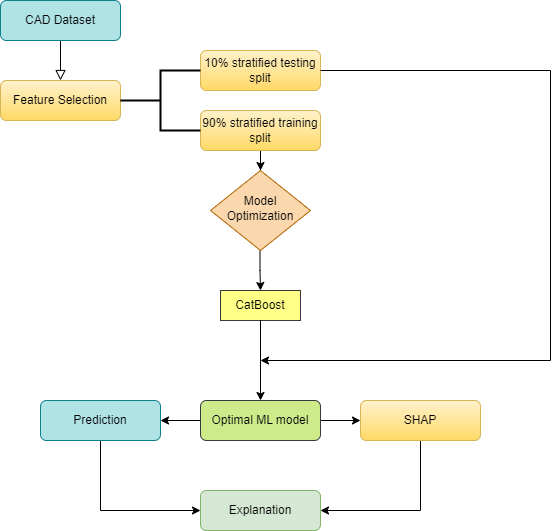 CAD Dataset
10% stratified testing
split
Feature Selection
90% stratified training
split
Model
Optimization
CatBoost
Prediction
Optimal ML model
SHAP
Explanation